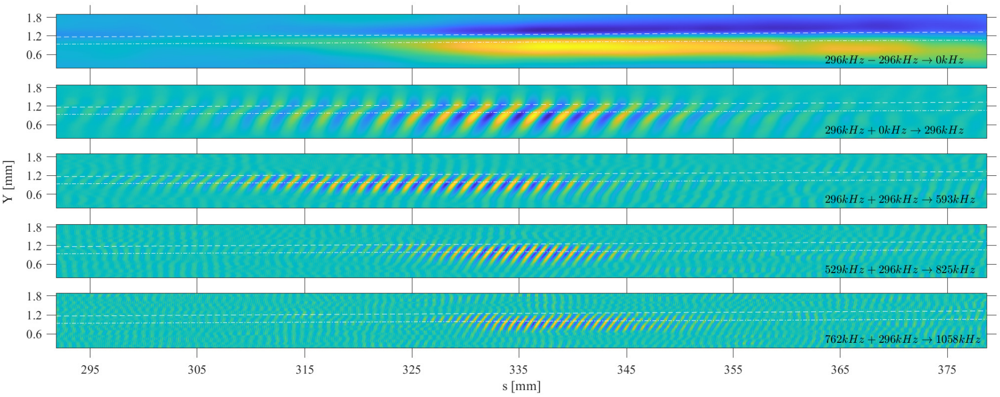 1.8
1.2
0.6
296kHz − 296kHz → 0kHz
1.8
1.2
0.6
296kHz + 0kHz → 296kHz
1.8
1.2
0.6
296kHz + 296kHz → 593kHz
1.8
1.2
0.6
529kHz + 296kHz → 825kHz
1.8
1.2
0.6
762kHz + 296kHz → 1058kHz
Y [mm]
295 305 315 325 335 345 355 365 375
s [mm]